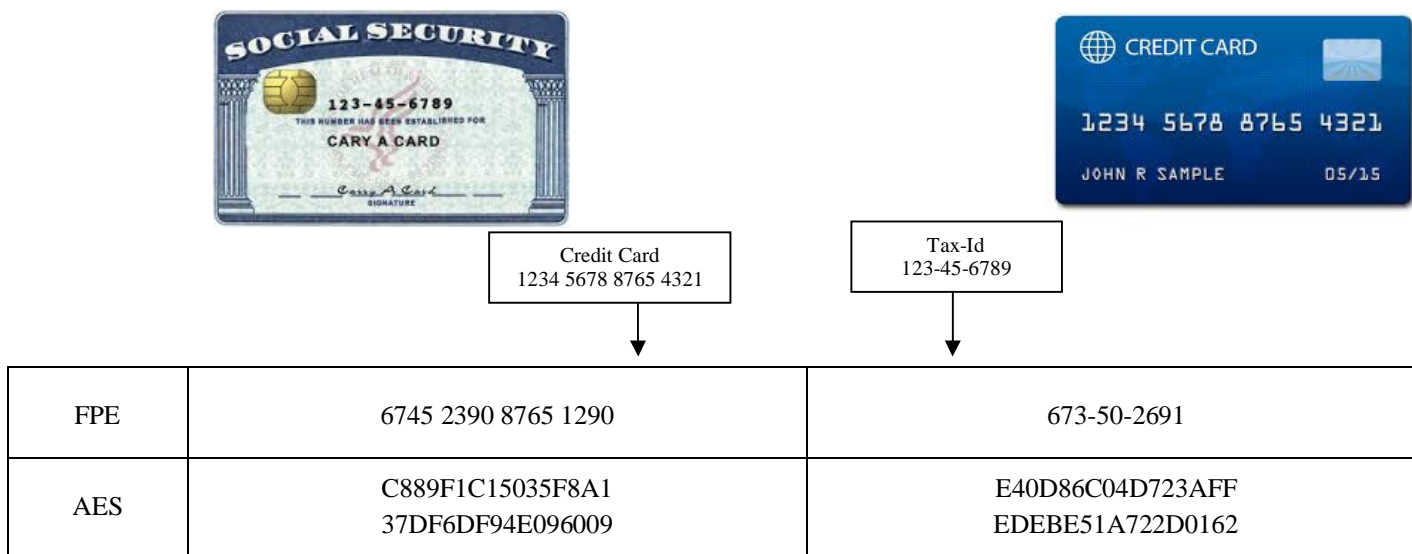 SOCIAL SECURITY
123-45-6789
THIS NUMBER HAS BEEN ESTABLISHED FOR
CARY A CARD
Carry A Card
SIGNATURE
CREDIT CARD
1234 5678 8765 4321
JOHN R SAMPLE 05/15
Credit Card
1234 5678 8765 4321
Tax-Id
123-45-6789
FPE 6745 2390 8765 1290 673-50-2691
AES
C889F1C15035F8A1
37DF6DF94E096009
E40D86C04D723AFF
EDEBE51A722D0162